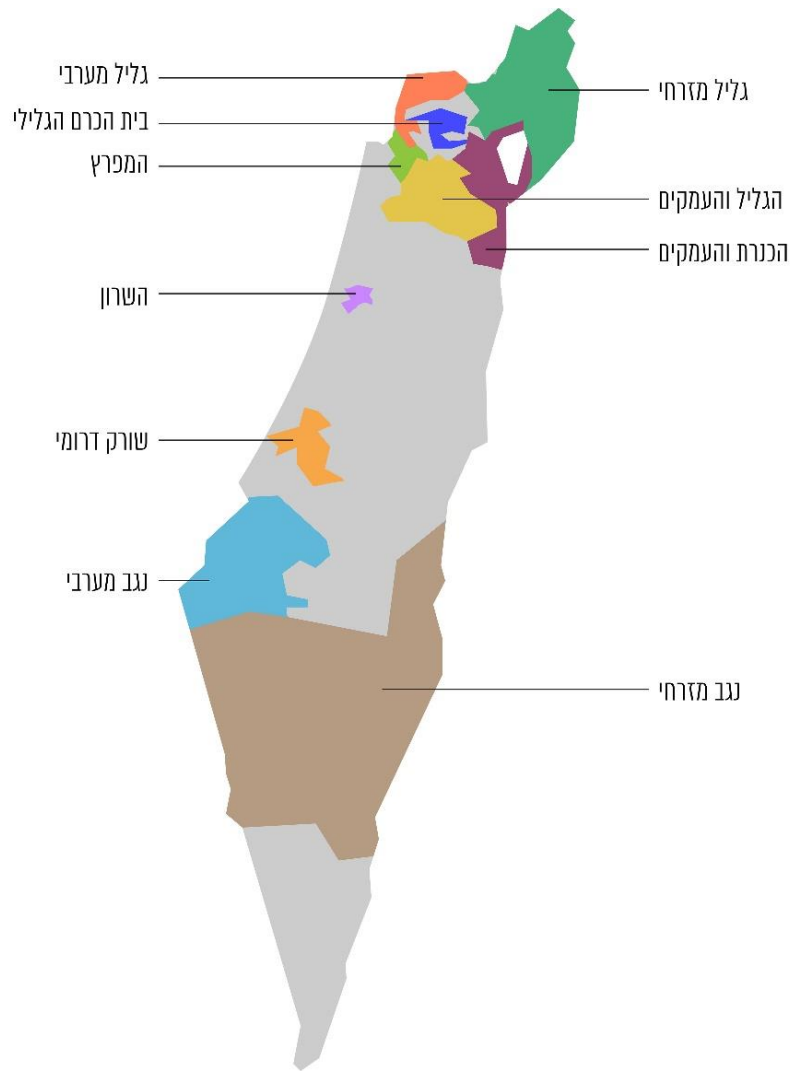 גליל מערבי
בית הכרם הגלילי
המפרץ
השרון
שורק דרומי
נגב מערבי
גליל מזרחי
הגליל והעמקים
הכנרת והעמקים
נגב מזרחי